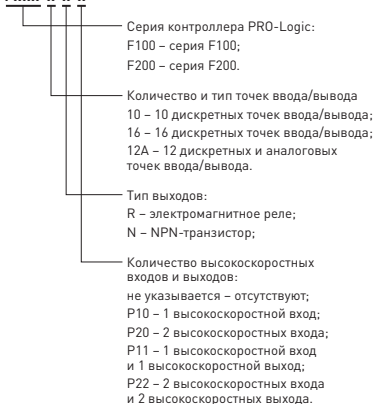 Серия контроллера PRO-Logic:
F100 – серия F100;
F200 – серия F200.
Количество и тип точек ввода/вывода
10 – 10 дискретных точек ввода/вывода;
16 – 16 дискретных точек ввода/вывода;
12A – 12 дискретных и аналоговых
точек ввода/вывода.
Тип выходов:
R – электромагнитное реле;
N – NPN-транзистор;
Количество высокоскоростных
входов и выходов:
не указывается – отсутствуют;
P10 – 1 высокоскоростной вход;
P20 – 2 высокоскоростных входа;
P11 – 1 высокоскоростной вход
и 1 высокоскоростной выход;
P22 – 2 высокоскоростных входа
и 2 высокоскоростных выхода.